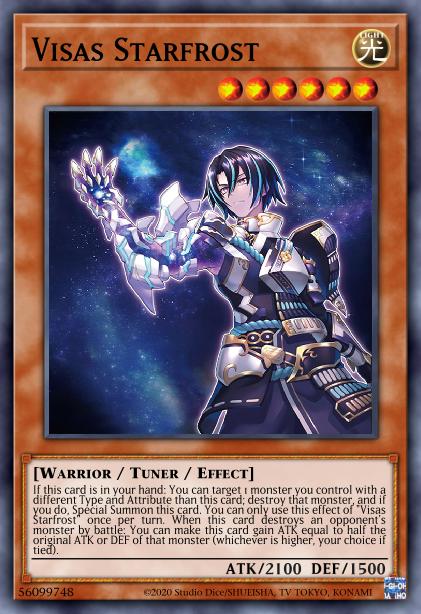 VISAS STARFROST
LIGHT
光
[WARRIOR / TUNER / EFFECT]
If this card is in your hand: You can target 1 monster you control with a
different Type and Attribute than this card; destroy that monster, and if
you do, Special Summon this card. You can only use this effect of "Visas
Starfrost" once per turn. When this card destroys an opponent's
monster by battle: You can make this card gain ATK equal to half the
original ATK or DEF of that monster (whichever is higher, your choice if
tied).
ATK/2100 DEF/1500
56099748
©2020 Studio Dice/SHUEISHA, TV TOKYO, KONAMI